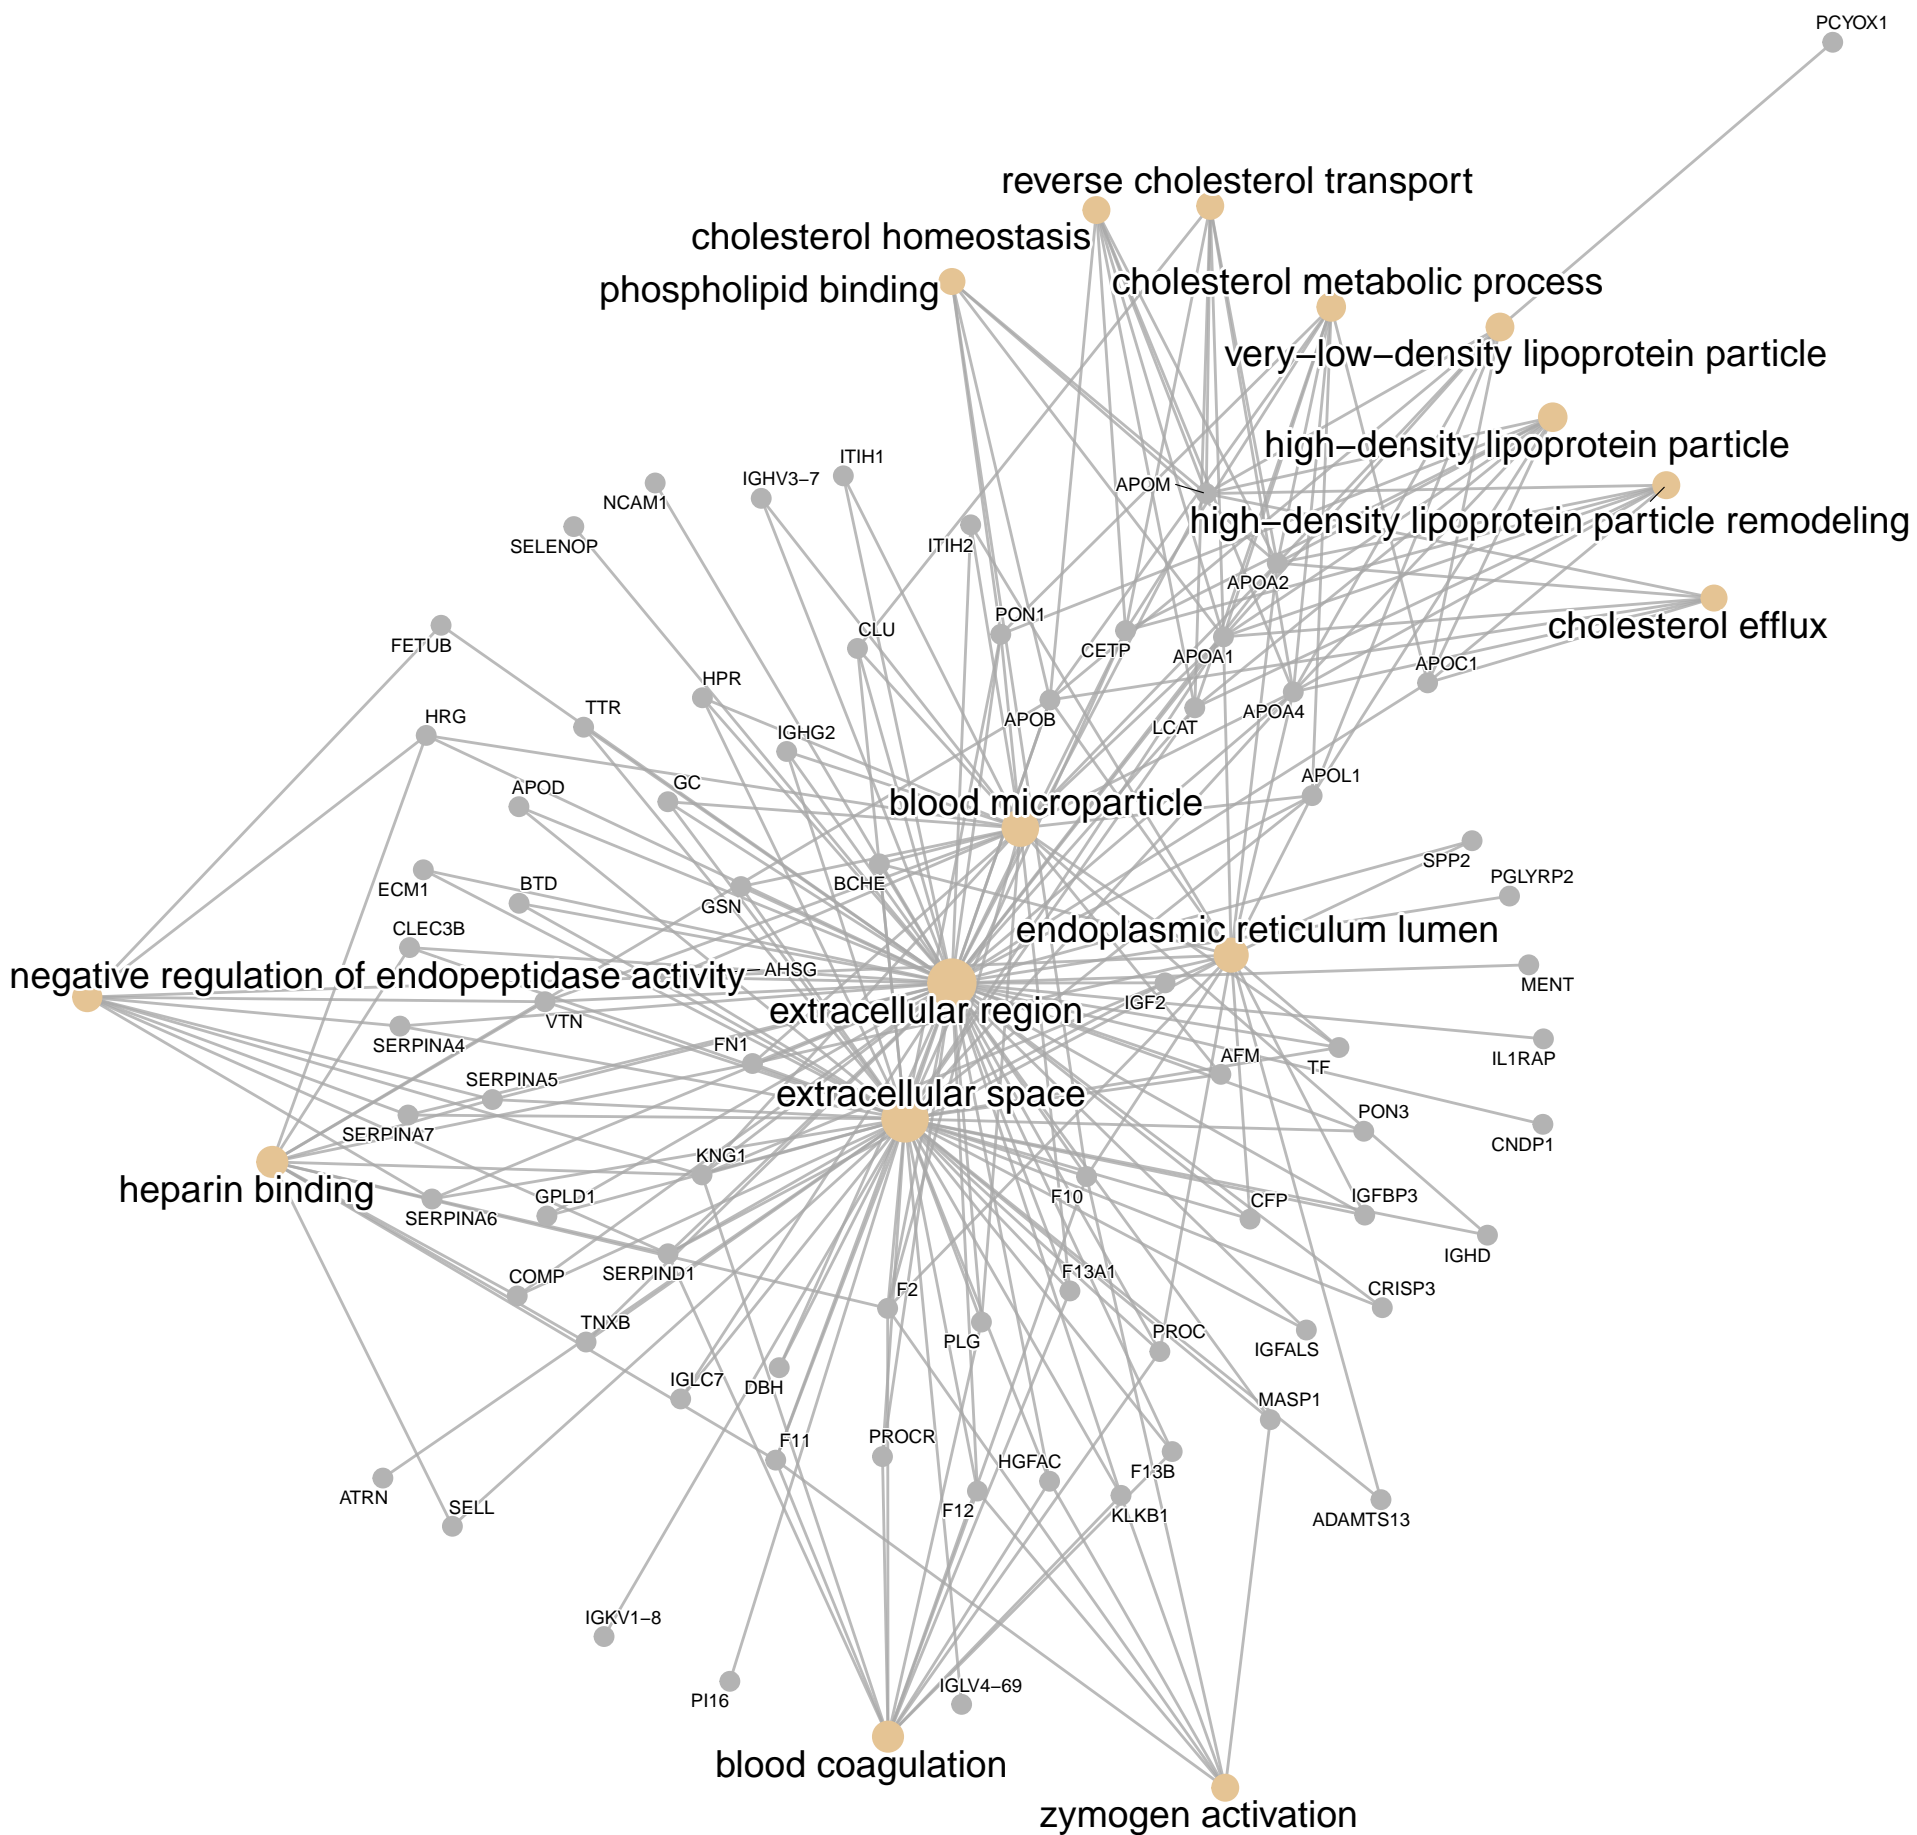 PCYOX1
reverse cholesterol transport
cholesterol homeostasis
phospholipid binding
cholesterol metabolic process
very−low−density lipoprotein particle
high−density lipoprotein particle
ITIH1
IGHV3−7
NCAM1
APOM
high−density lipoprotein particle remodeling
SELENOP
ITIH2
APOA2
PON1
cholesterol efflux
CLU
FETUB
CETP
APOA1
APOC1
HPR
TTR
HRG
IGHG2
APOB
LCAT
APOA4
APOL1
GC
APOD
blood microparticle
SPP2
PGLYRP2
ECM1
BTD
BCHE
GSN
CLEC3B
endoplasmic reticulum lumen
negative regulation of endopeptidase activity
AHSG
MENT
IGF2
extracellular region
VTN
SERPINA4
FN1
AFM
TF
IL1RAP
SERPINA5
extracellular space
PON3
SERPINA7
CNDP1
KNG1
heparin binding
GPLD1
F10
CFP
IGFBP3
SERPINA6
IGHD
COMP
SERPIND1
F13A1
F2
CRISP3
TNXB
PLG
PROC
IGFALS
IGLC7
DBH
MASP1
F11
PROCR
HGFAC
F13B
ATRN
SELL
F12
KLKB1
ADAMTS13
IGKV1−8
PI16
IGLV4−69
blood coagulation
zymogen activation